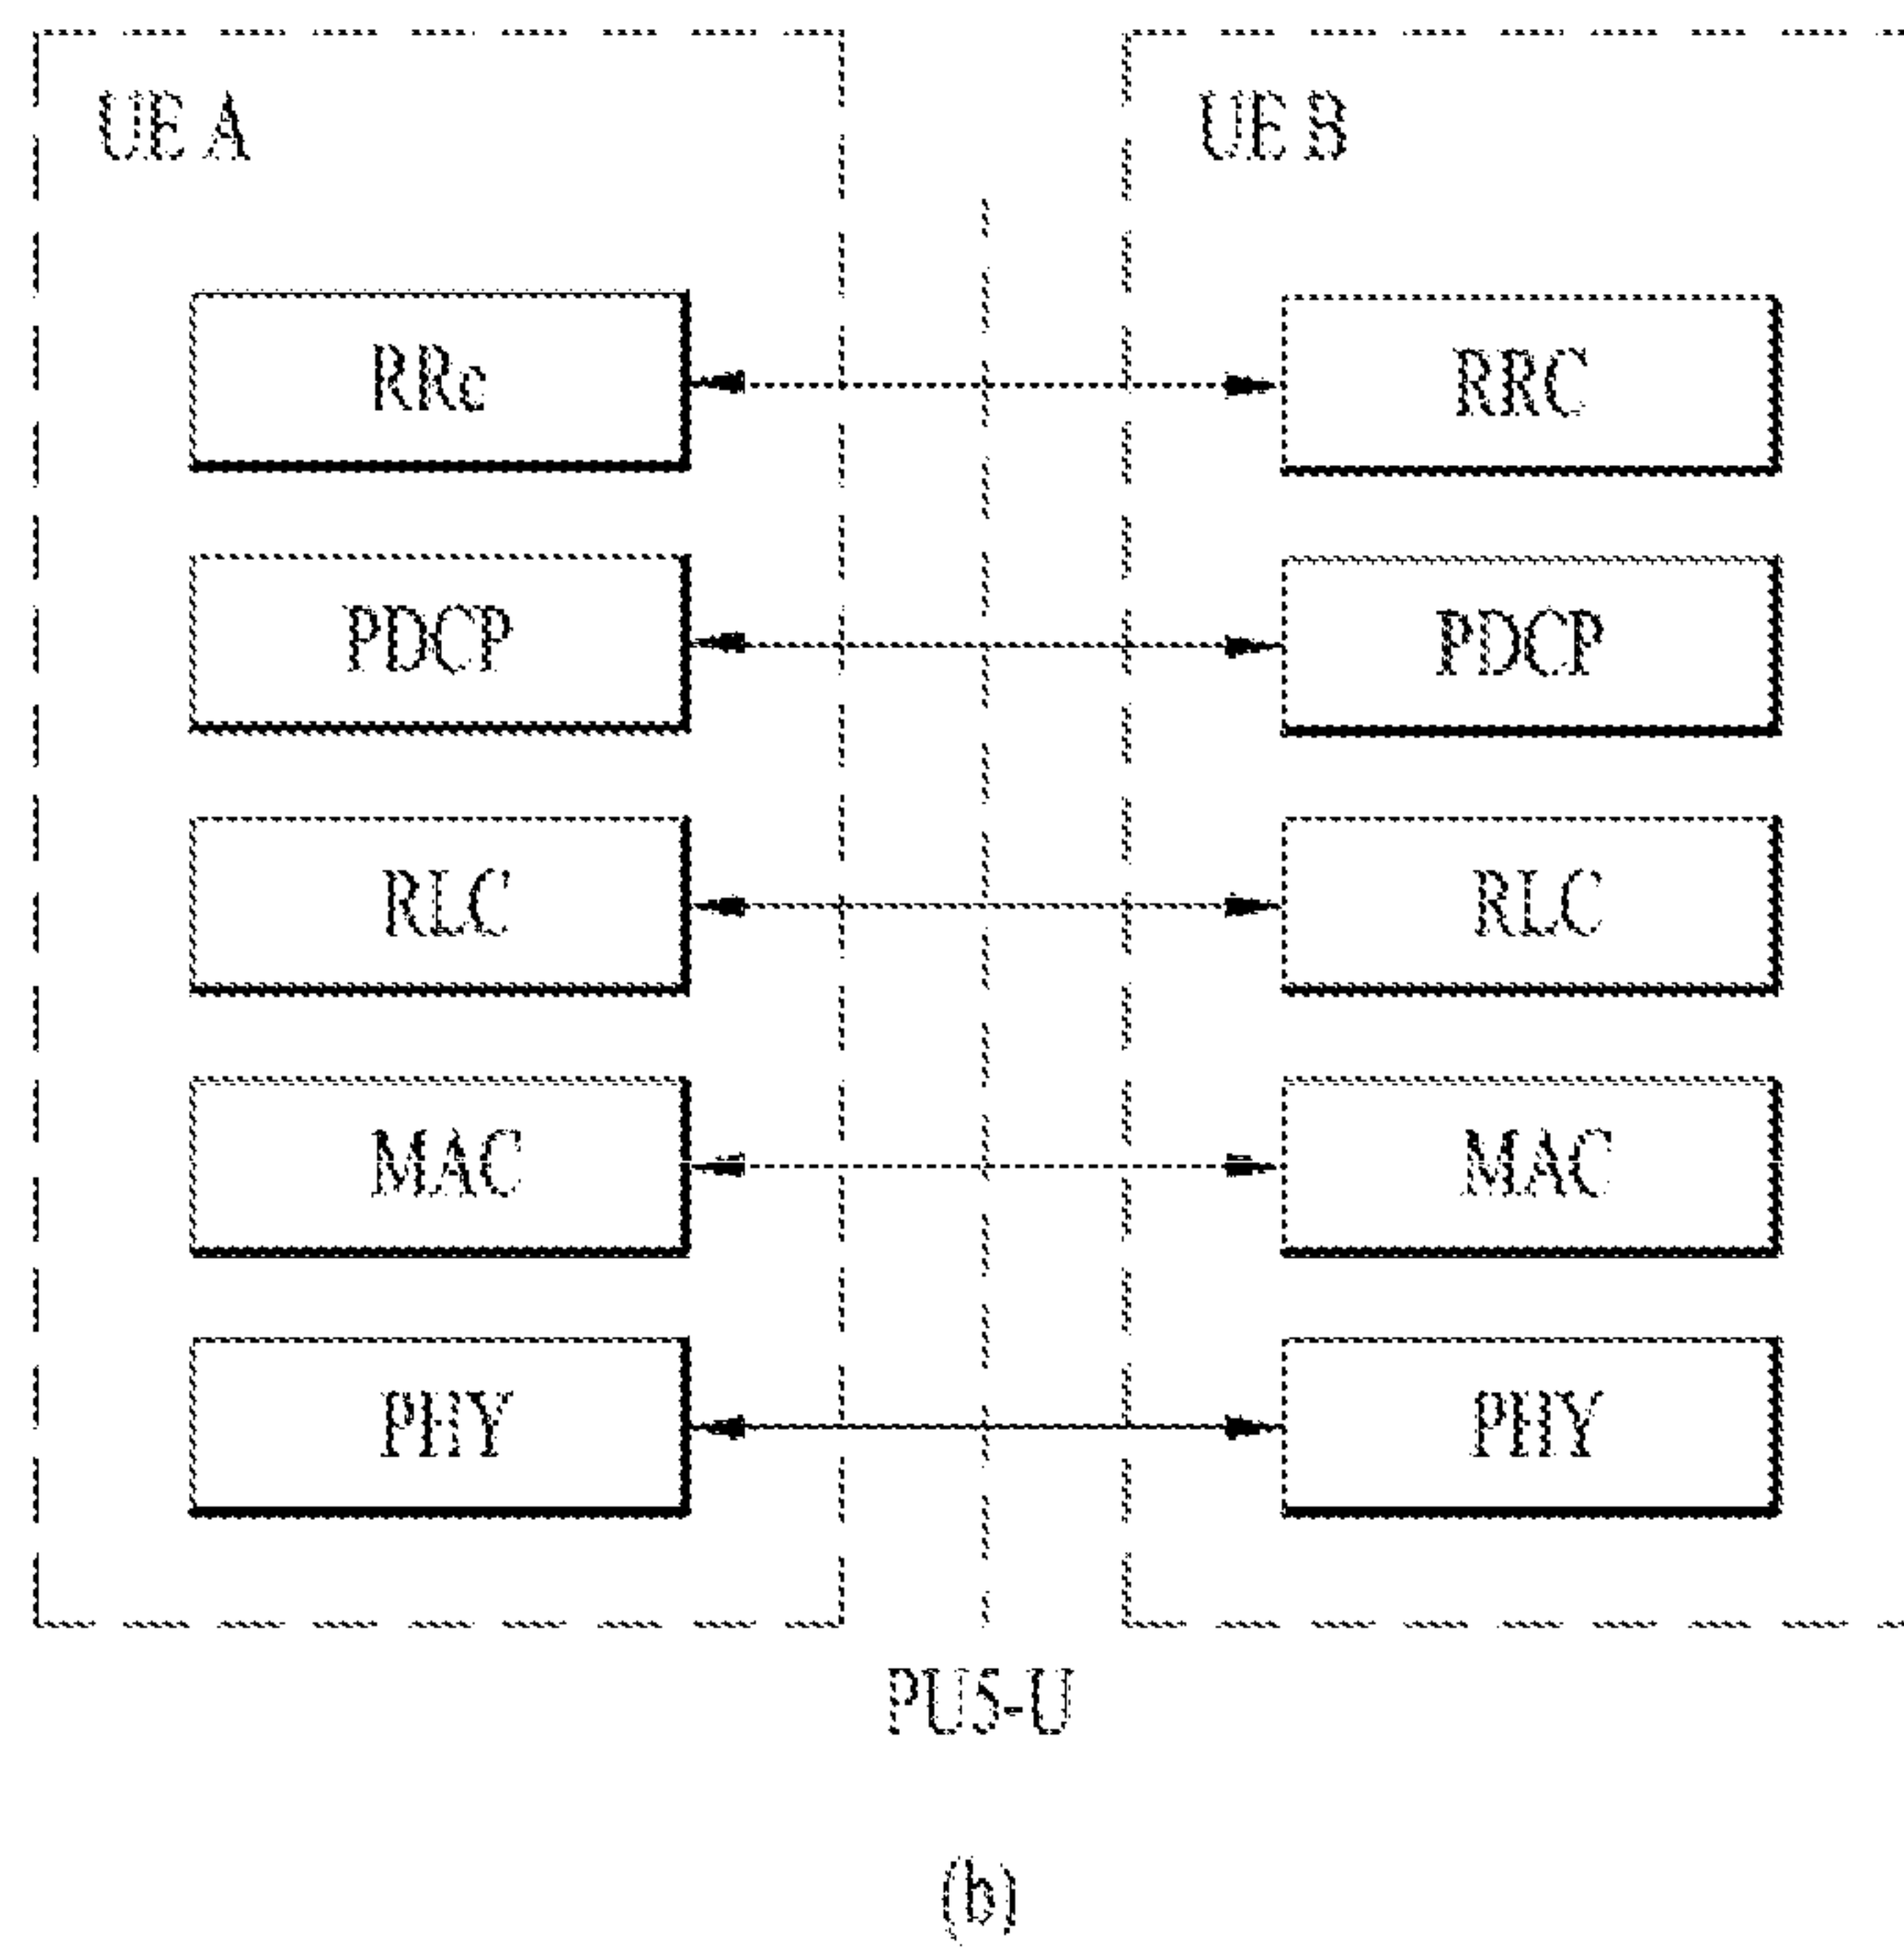 UE A
UE B
RRc
RRC
PDCP
PDCP
RLC
RLC
MAC
MAC
PHY
PHY
PU5-U
(b)